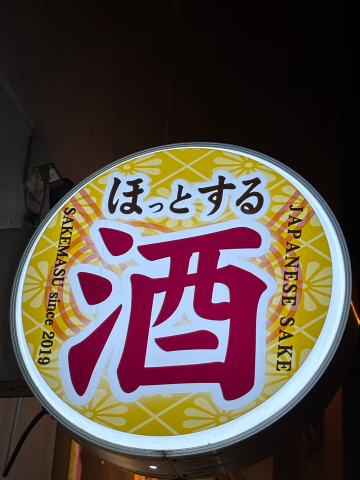 ほっとする
酒
SAKEMASU since 2019
JAPANESE SAKE